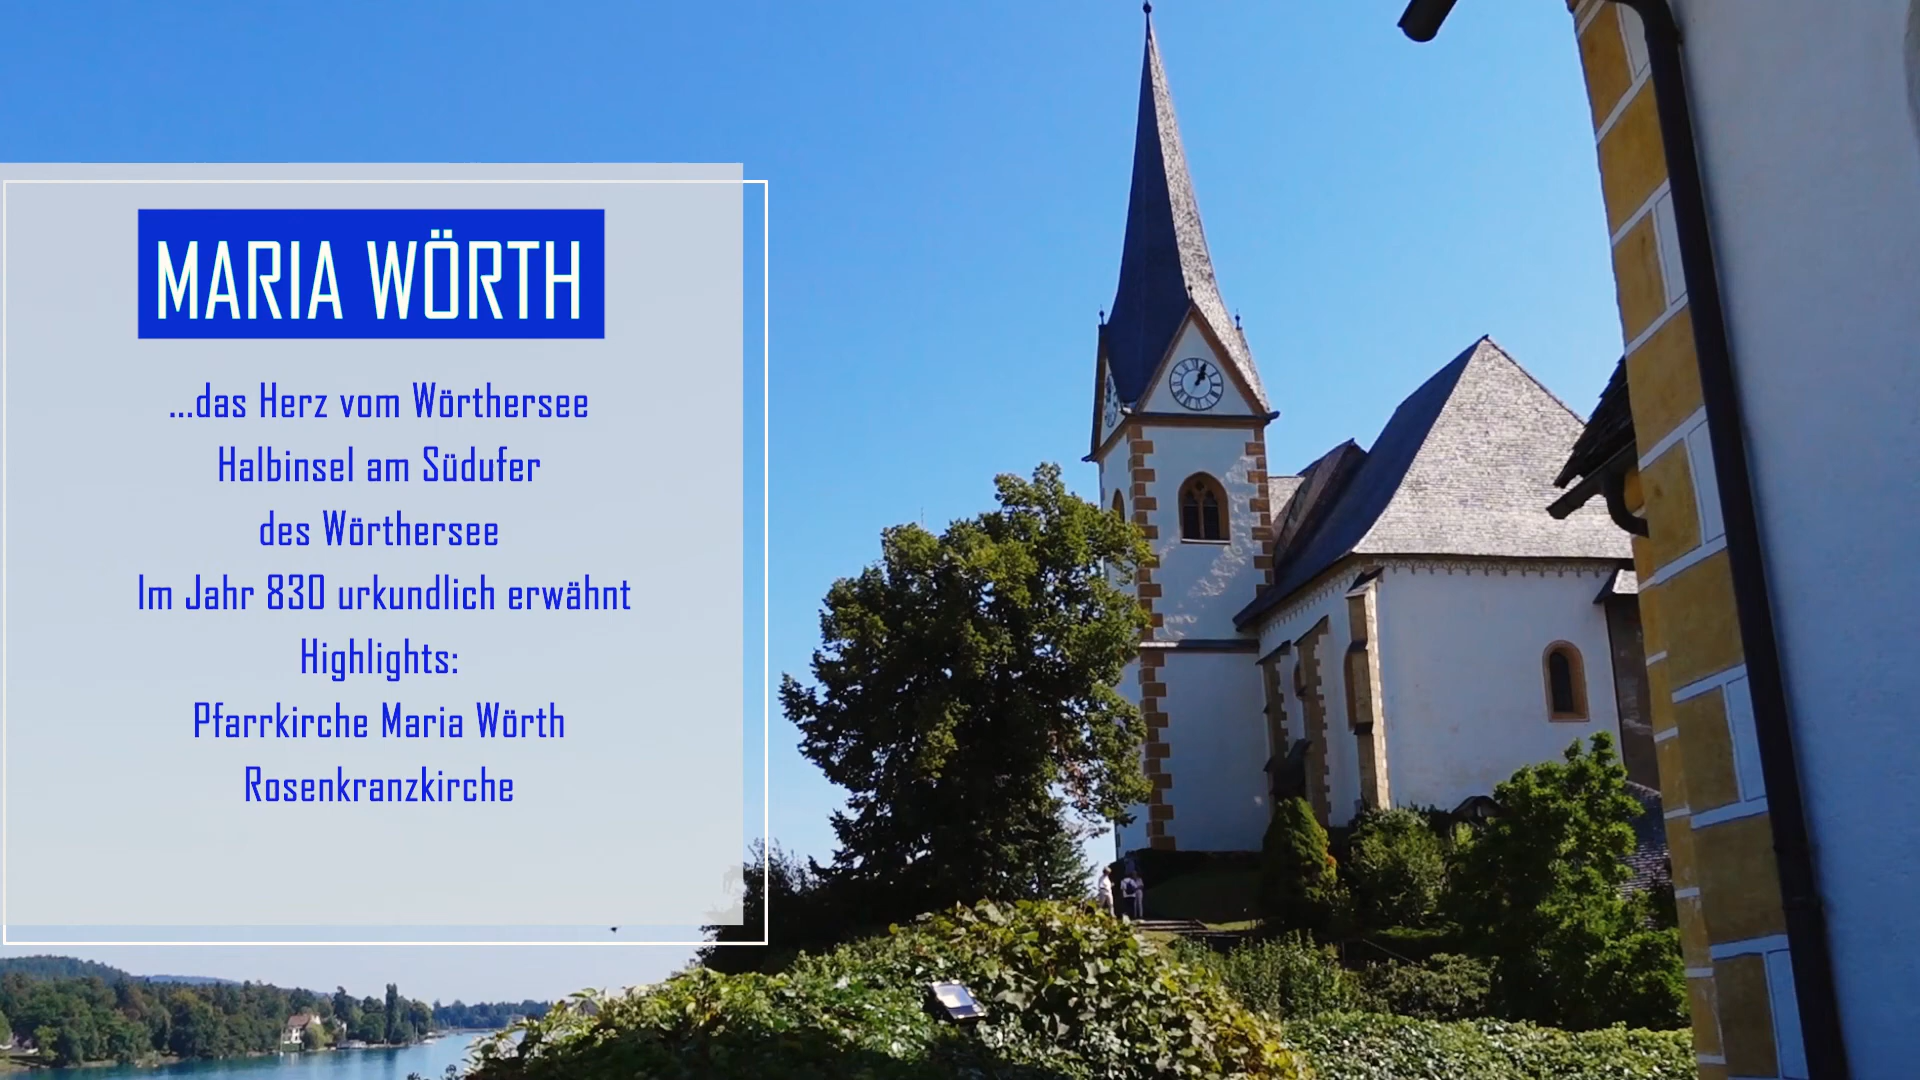 MARIA WÖRTH
...das Herz vom Wörthersee
Halbinsel am Südufer
des Wörthersee
Im Jahr 830 urkundlich erwähnt
Highlights:
Pfarrkirche Maria Wörth
Rosenkranzkirche